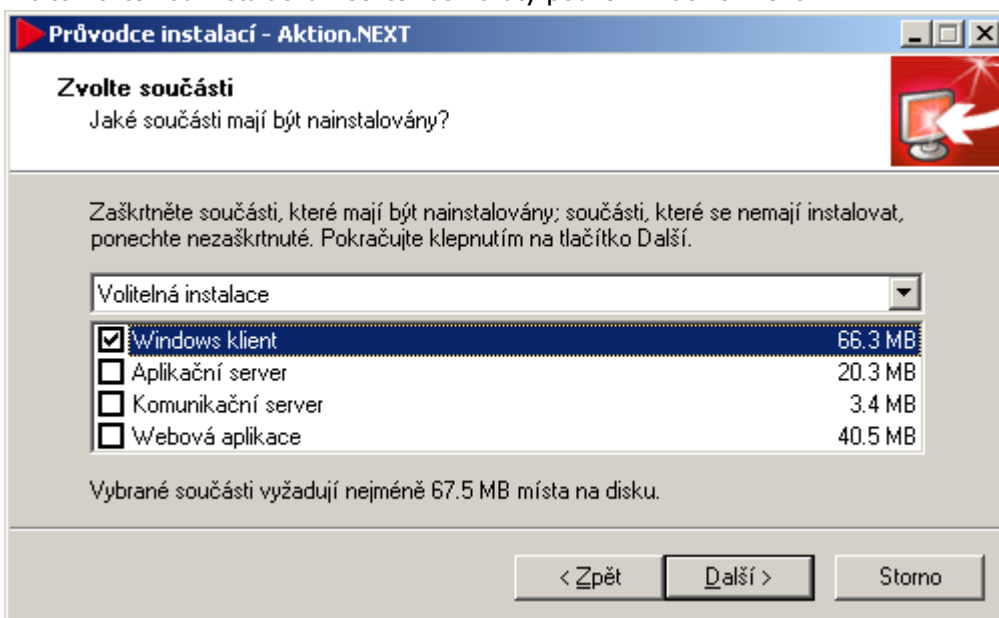 Průvodce instalací - Aktion.NEXT
Zvolte součásti
Jaké součásti mají být nainstalovány?
Zaškrtněte součásti, které mají být nainstalovány; součásti, které se nemají instalovat,
ponechte nezaškrtnuté. Pokračujte klepnutím na tlačítko Další.
Volitelná instalace
Windows klient 66.3 MB
Aplikační server 20.3 MB
Komunikační server 3.4 MB
Webová aplikace 40.5 MB
Vybrané součásti vyžadují nejméně 67.5 MB místa na disku.
< Zpět Další > Storno